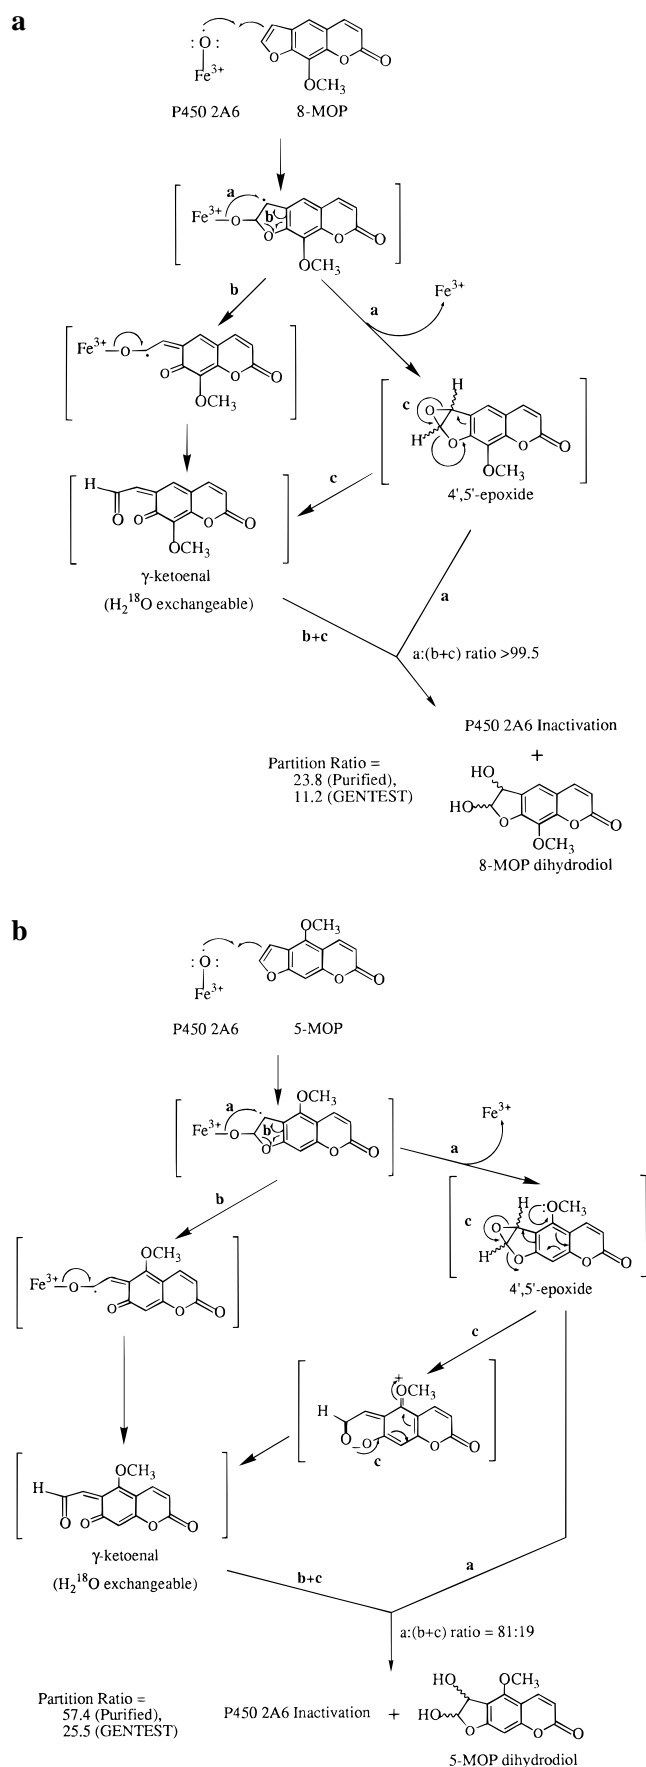 a
:O:
Fe3+
O
O
O
OCH3
P450 2A6
8-MOP
a
Fe3+
O
b
O
O
O
OCH3
b
a
Fe3+
Fe3+
O
O
O
O
OCH3
H
c
O
H
O
O
O
OCH3
4',5'-epoxide
H
O
O
O
O
OCH3
c
γ-ketoenal
(H2 18O exchangeable)
a
b+c
a:(b+c) ratio >99.5
P450 2A6 Inactivation
+
Partition Ratio =
23.8 (Purified),
11.2 (GENTEST)
HO
HO
O
O
O
OCH3
8-MOP dihydrodiol
b
OCH3
:O:
Fe3+
O
O
O
P450 2A6
5-MOP
OCH3
a
Fe3+
O
b
O
O
O
Fe3+
a
b
H
:OCH3
c
O
H
O
O
O
4',5'-epoxide
OCH3
Fe3+
O
O
O
O
c
+
OCH3
H
O
−O
c
O
O
OCH3
H
O
O
O
O
γ-ketoenal
(H2 18O exchangeable)
b+c
a
a:(b+c) ratio = 81:19
Partition Ratio =
57.4 (Purified),
25.5 (GENTEST)
P450 2A6 Inactivation
+
HO
OCH3
HO
O
O
O
5-MOP dihydrodiol